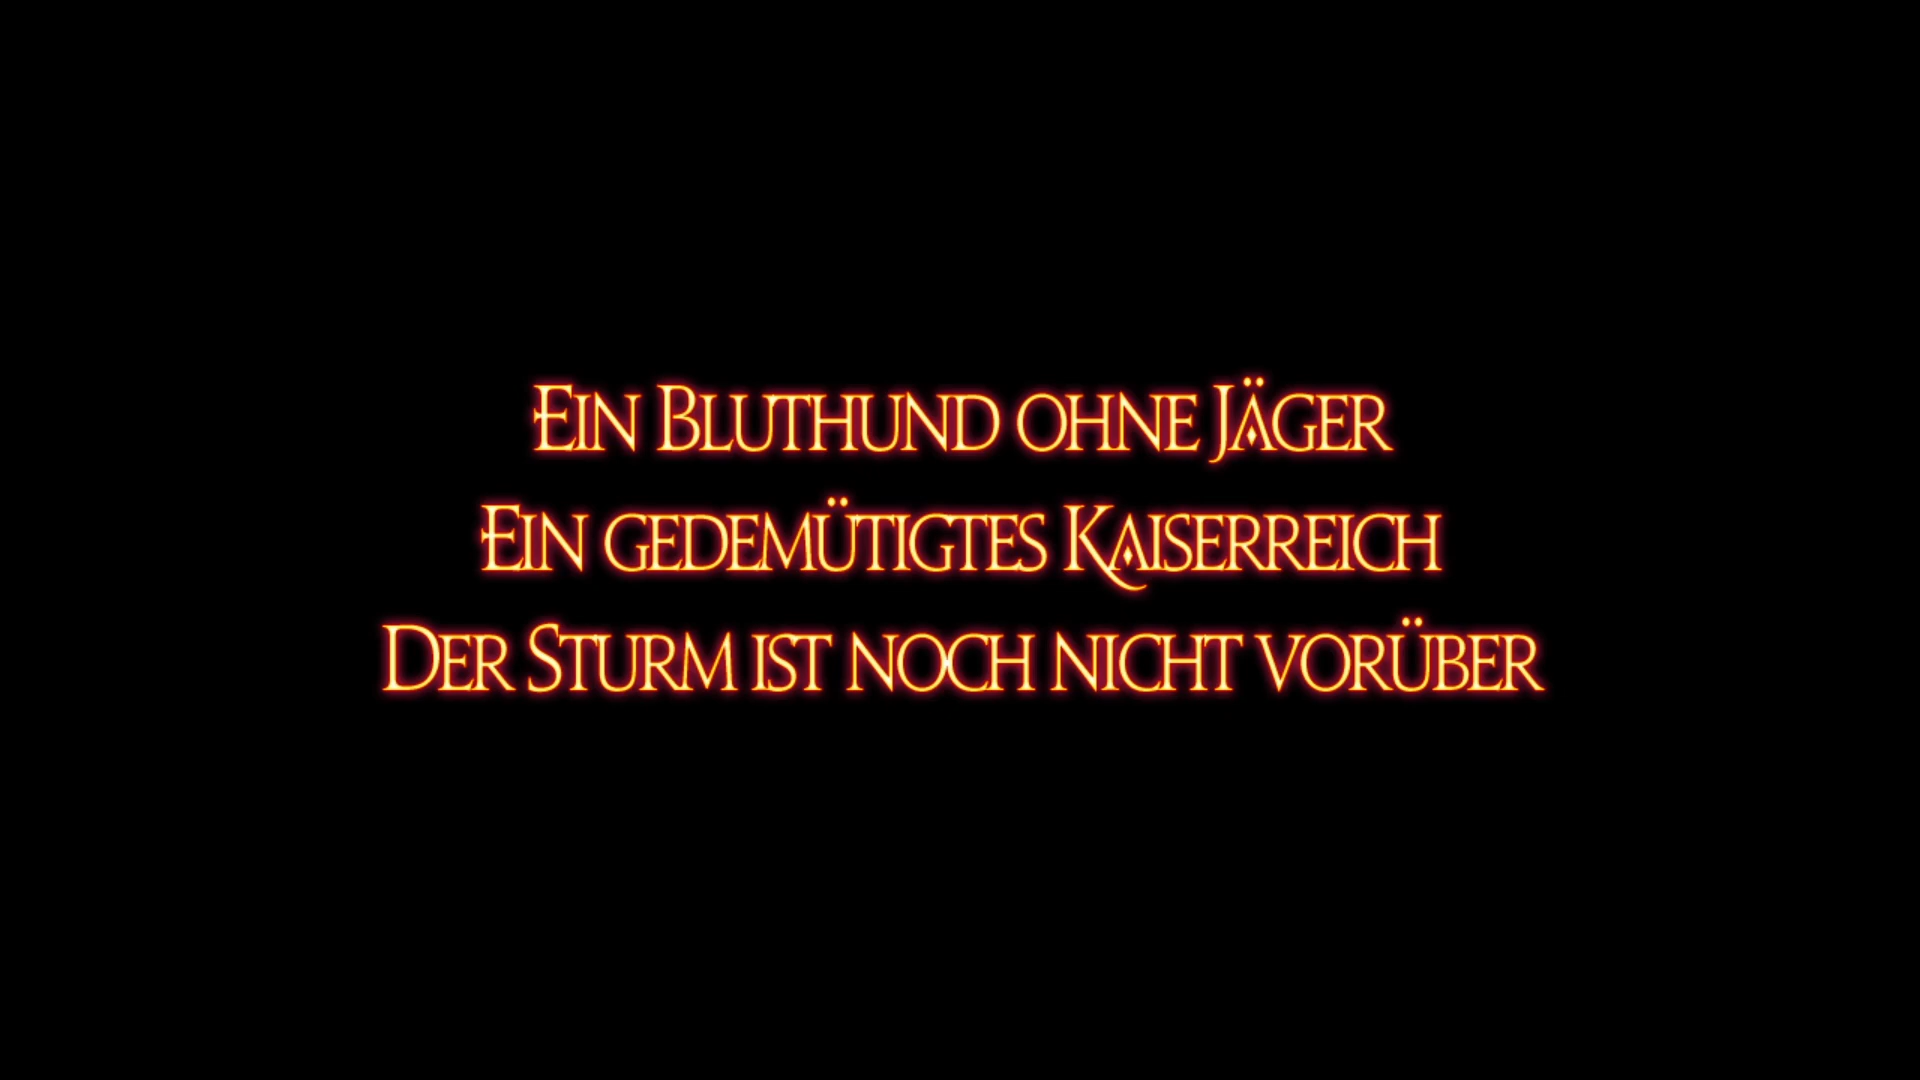 Ein Bluthund ohne Jäger
Ein gedemütigtes Kaiserreich
Der Sturm ist noch nicht vorüber